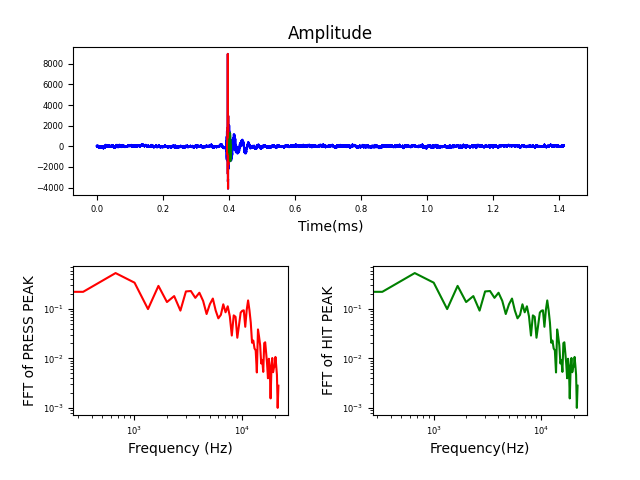 Amplitude
8000
6000
4000
2000
0
−2000
−4000
0.0 0.2 0.4 0.6 0.8 1.0 1.2 1.4
Time(ms)
FFT of PRESS PEAK
10⁻¹
10⁻²
10⁻³
10³ 10⁴
Frequency (Hz)
FFT of HIT PEAK
10⁻¹
10⁻²
10⁻³
10³ 10⁴
Frequency(Hz)